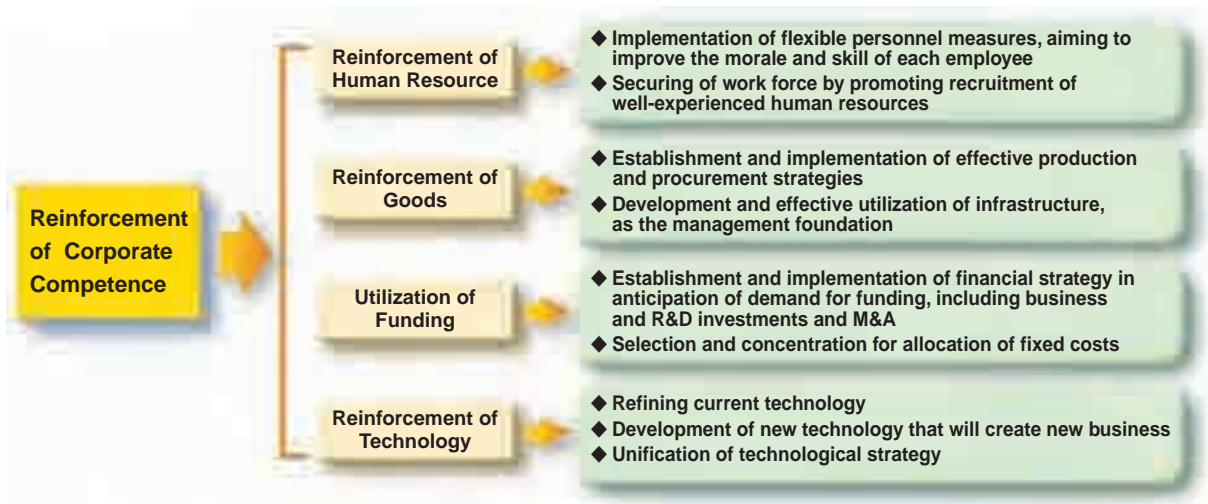 Reinforcement
of Corporate
Competence
Reinforcement of
Human Resource
◆ Implementation of flexible personnel measures, aiming to
improve the morale and skill of each employee
◆ Securing of work force by promoting recruitment of
well-experienced human resources
Reinforcement of
Goods
◆ Establishment and implementation of effective production
and procurement strategies
◆ Development and effective utilization of infrastructure,
as the management foundation
Utilization of
Funding
◆ Establishment and implementation of financial strategy in
anticipation of demand for funding, including business
and R&D investments and M&A
◆ Selection and concentration for allocation of fixed costs
Reinforcement of
Technology
◆ Refining current technology
◆ Development of new technology that will create new business
◆ Unification of technological strategy